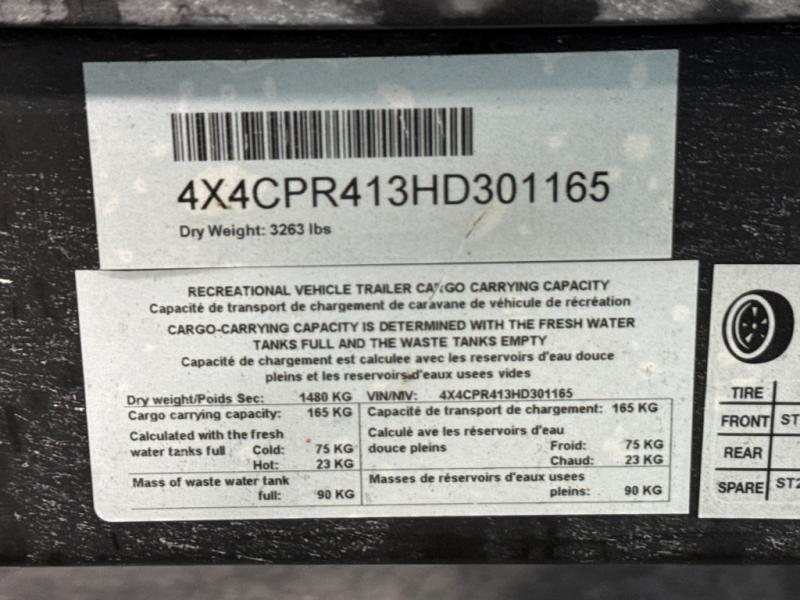 4X4CPR413HD301165
Dry Weight: 3263 lbs
RECREATIONAL VEHICLE TRAILER CARGO CARRYING CAPACITY
Capacité de transport de chargement de caravane de véhicule de récréation
CARGO-CARRYING CAPACITY IS DETERMINED WITH THE FRESH WATER
TANKS FULL AND THE WASTE TANKS EMPTY
Capacité de chargement est calculee avec les reservoirs d'eau douce
pleins et les reservoirs d'eaux usees vides
Dry weight/Poids Sec: 1480 KG VIN/NIV: 4X4CPR413HD301165
Cargo carrying capacity: 165 KG Capacité de transport de chargement: 165 KG
Calculated with the fresh Calculé ave les réservoirs d'eau
water tanks full Cold: 75 KG douce pleins Froid: 75 KG
Hot: 23 KG Chaud: 23 KG
Mass of waste water tank Masses de réservoirs d'eaux usees
full: 90 KG pleins: 90 KG
TIRE
FRONT ST
REAR
SPARE ST2